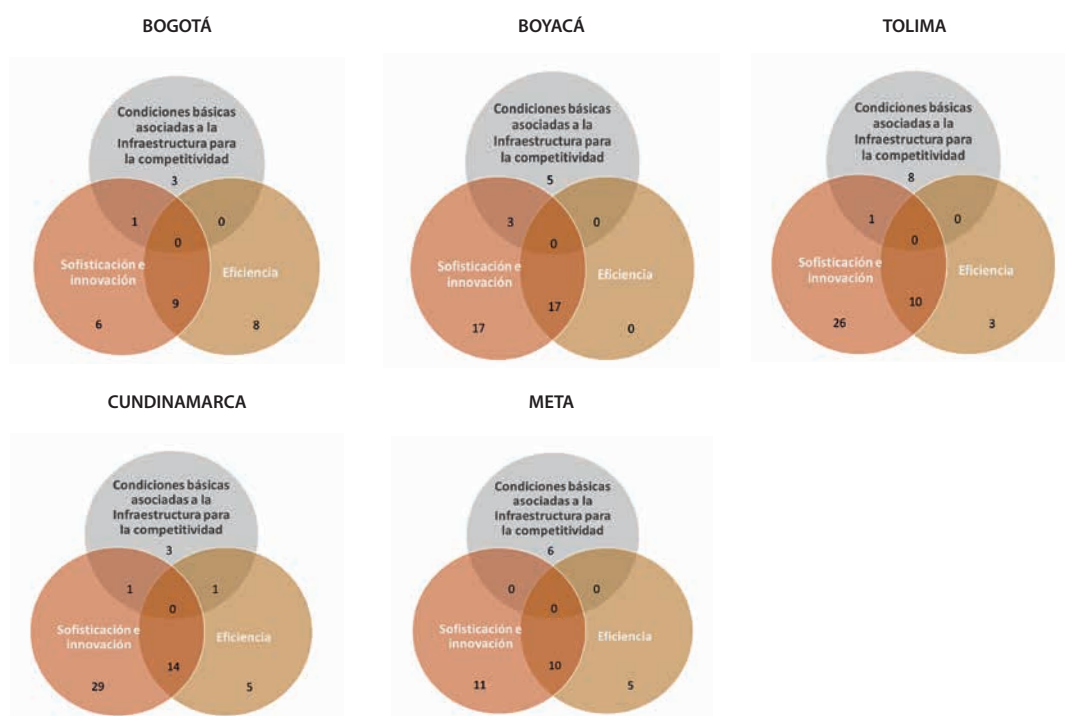 BOGOTÁ
Condiciones básicas
asociadas a la
Infraestructura para
la competitividad
3
1
0
0
Sofisticación e
innovación
Eficiencia
9
6
8
BOYACÁ
Condiciones básicas
asociadas a la
Infraestructura para
la competitividad
5
3
0
0
Sofisticación e
innovación
Eficiencia
17
17
0
TOLIMA
Condiciones básicas
asociadas a la
Infraestructura para
la competitividad
8
1
0
0
Sofisticación e
innovación
Eficiencia
10
26
3
CUNDINAMARCA
Condiciones básicas
asociadas a la
Infraestructura para
la competitividad
3
1
1
0
Sofisticación e
innovación
Eficiencia
14
29
5
META
Condiciones básicas
asociadas a la
Infraestructura para
la competitividad
6
0
0
0
Sofisticación e
innovación
Eficiencia
10
11
5